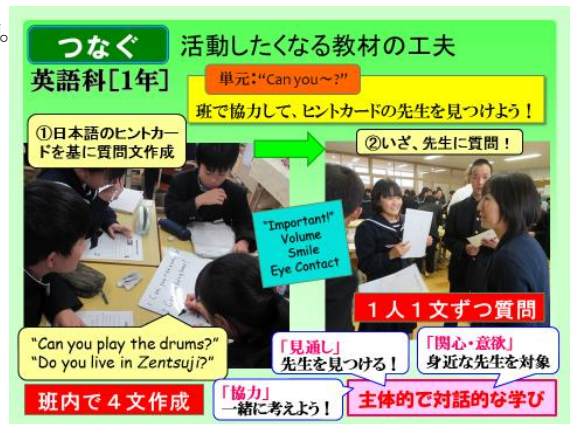 つなぐ 活動したくなる教材の工夫
英語科[1年]
単元:“Can you～?”
班で協力して、ヒントカードの先生を見つけよう!
①日本語のヒントカー
ドを基に質問文作成
②いざ、先生に質問!
“Important!”
Volume
Smile
Eye Contact
1人1文ずつ質問
“Can you play the drums?”
“Do you live in Zentsuji?”
班内で4文作成
「見通し」
先生を見つける!
「関心・意欲」
身近な先生を対象
「協力」
一緒に考えよう!
主体的で対話的な学び